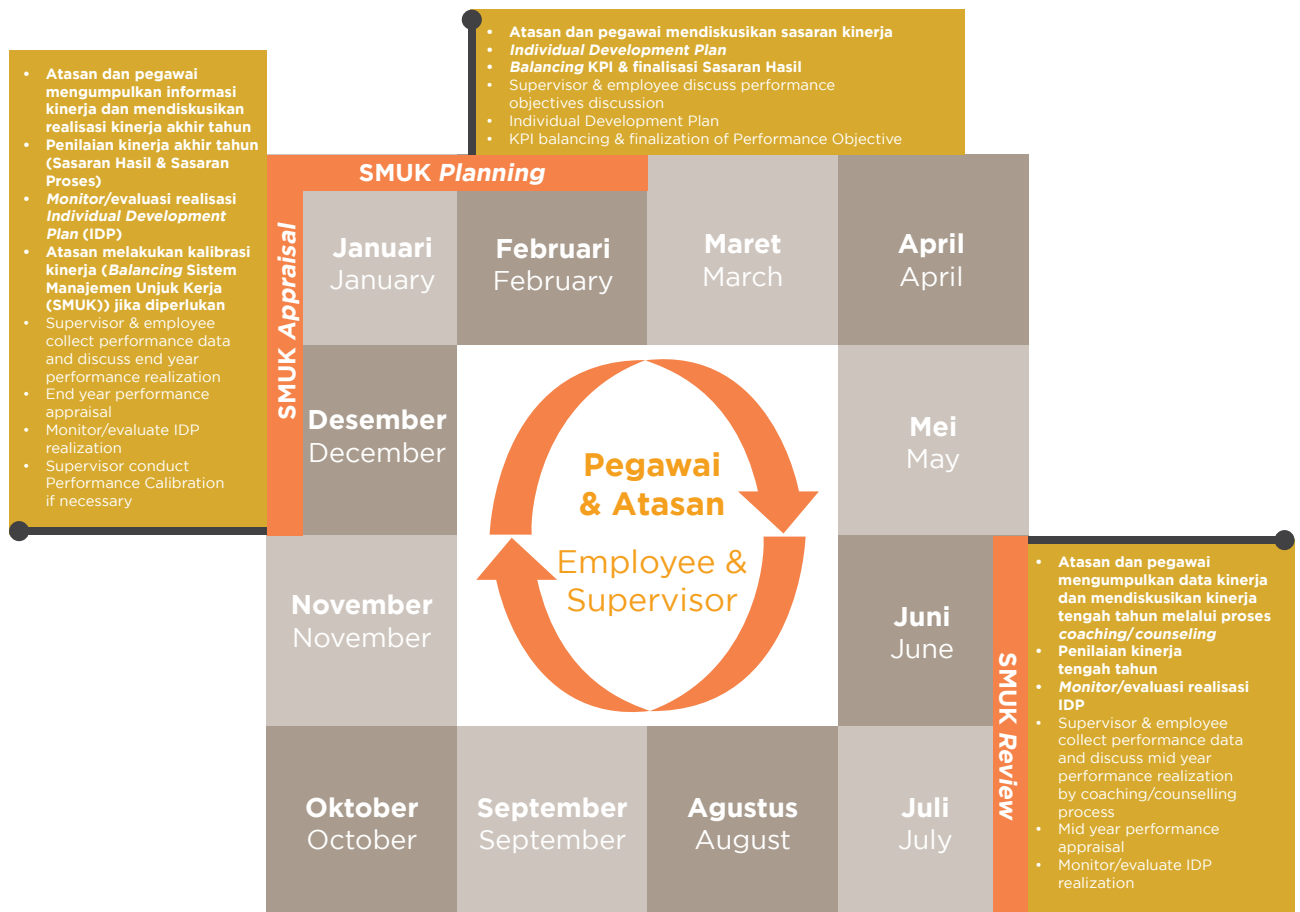 • Atasan dan pegawai mendiskusikan sasaran kinerja
• Individual Development Plan
• Balancing KPI & finalisasi Sasaran Hasil
• Supervisor & employee discuss performance
objectives discussion
• Individual Development Plan
• KPI balancing & finalization of Performance Objective
• Atasan dan pegawai
mengumpulkan informasi
kinerja dan mendiskusikan
realisasi kinerja akhir tahun
• Penilaian kinerja akhir tahun
(Sasaran Hasil & Sasaran
Proses)
• Monitor/evaluasi realisasi
Individual Development
Plan (IDP)
• Atasan melakukan kalibrasi
kinerja (Balancing Sistem
Manajemen Unjuk Kerja
(SMUK)) jika diperlukan
• Supervisor & employee
collect performance data
and discuss end year
performance realization
• End year performance
appraisal
• Monitor/evaluate IDP
realization
• Supervisor conduct
Performance Calibration
if necessary
SMUK Planning
SMUK Appraisal
Januari
January
Februari
February
Maret
March
April
April
Desember
December
Pegawai
& Atasan
Employee &
Supervisor
Mei
May
November
November
Juni
June
SMUK Review
• Atasan dan pegawai
mengumpulkan data kinerja
dan mendiskusikan kinerja
tengah tahun melalui proses
coaching/counseling
• Penilaian kinerja
tengah tahun
• Monitor/evaluasi realisasi
IDP
• Supervisor & employee
collect performance data
and discuss mid year
performance realization
by coaching/counselling
process
• Mid year performance
appraisal
• Monitor/evaluate IDP
realization
Oktober
October
September
September
Agustus
August
Juli
July